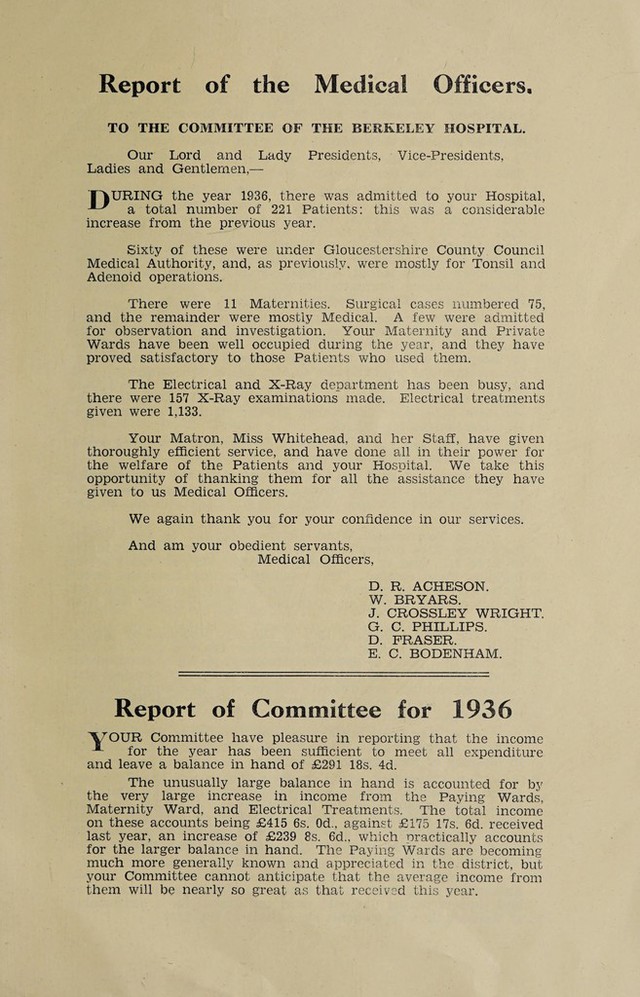 Report of the Medical Officers.
TO THE COMMITTEE OF THE BERKELEY HOSPITAL.
Our Lord and Lady Presidents, Vice-Presidents,
Ladies and Gentlemen,—
DURING the year 1936, there was admitted to your Hospital,
a total number of 221 Patients: this was a considerable
increase from the previous year.
Sixty of these were under Gloucestershire County Council
Medical Authority, and, as previously, were mostly for Tonsil and
Adenoid operations.
There were 11 Maternities. Surgical cases numbered 75,
and the remainder were mostly Medical. A few were admitted
for observation and investigation. Your Maternity and Private
Wards have been well occupied during the year, and they have
proved satisfactory to those Patients who used them.
The Electrical and X-Ray department has been busy, and
there were 157 X-Ray examinations made. Electrical treatments
given were 1,133.
Your Matron, Miss Whitehead, and her Staff, have given
thoroughly efficient service, and have done all in their power for
the welfare of the Patients and your Hospital. We take this
opportunity of thanking them for all the assistance they have
given to us Medical Officers.
We again thank you for your confidence in our services.
And am your obedient servants,
Medical Officers,
D. R. ACHESON.
W. BRYARS.
J. CROSSLEY WRIGHT.
G. C. PHILLIPS.
D. FRASER.
E. C. BODENHAM.
Report of Committee for 1936
YOUR Committee have pleasure in reporting that the income
for the year has been sufficient to meet all expenditure
and leave a balance in hand of £291 18s. 4d.
The unusually large balance in hand is accounted for by
the very large increase in income from the Paying Wards,
Maternity Ward, and Electrical Treatments. The total income
on these accounts being £415 6s. 0d., against £175 17s. 6d. received
last year, an increase of £239 8s. 6d., which practically accounts
for the larger balance in hand. The Paying Wards are becoming
much more generally known and appreciated in the district, but
your Committee cannot anticipate that the average income from
them will be nearly so great as that received this year.